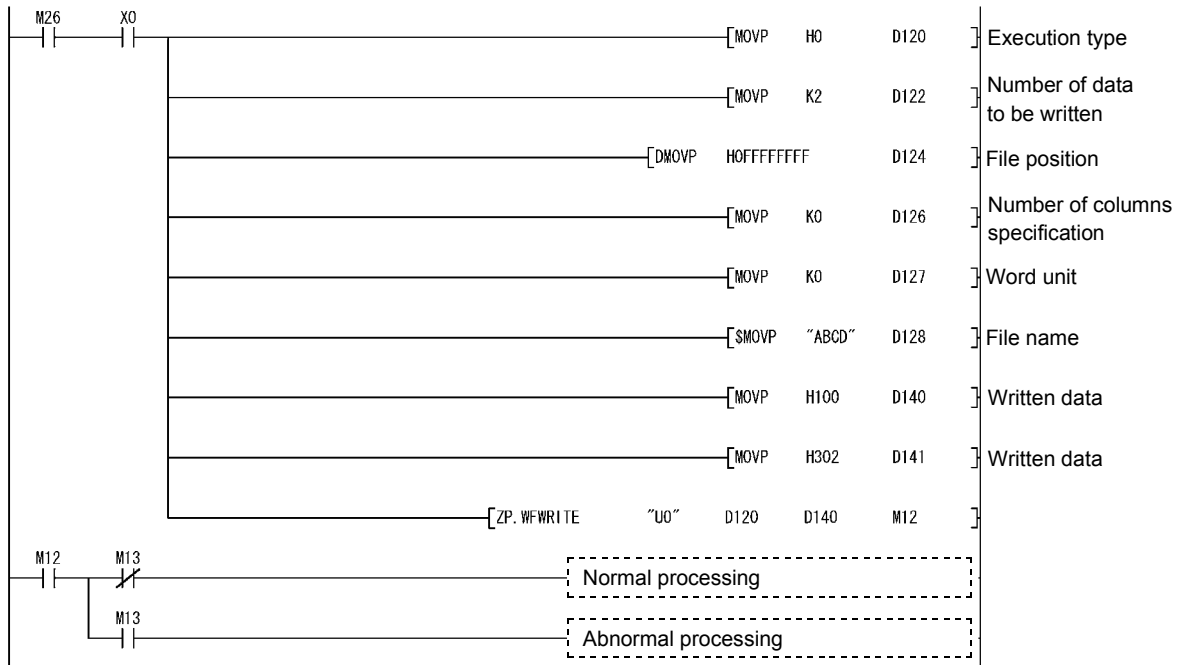 M26 X0
MOVP H0 D120 Execution type
MOVP K2 D122 Number of data
to be written
DMOVP H0FFFFFFFF D124 File position
MOVP K0 D126 Number of columns
specification
MOVP K0 D127 Word unit
$MOVP "ABCD" D128 File name
MOVP H100 D140 Written data
MOVP H302 D141 Written data
ZP.WFWRITE "U0" D120 D140 M12
M12 M13
Normal processing
M13
Abnormal processing